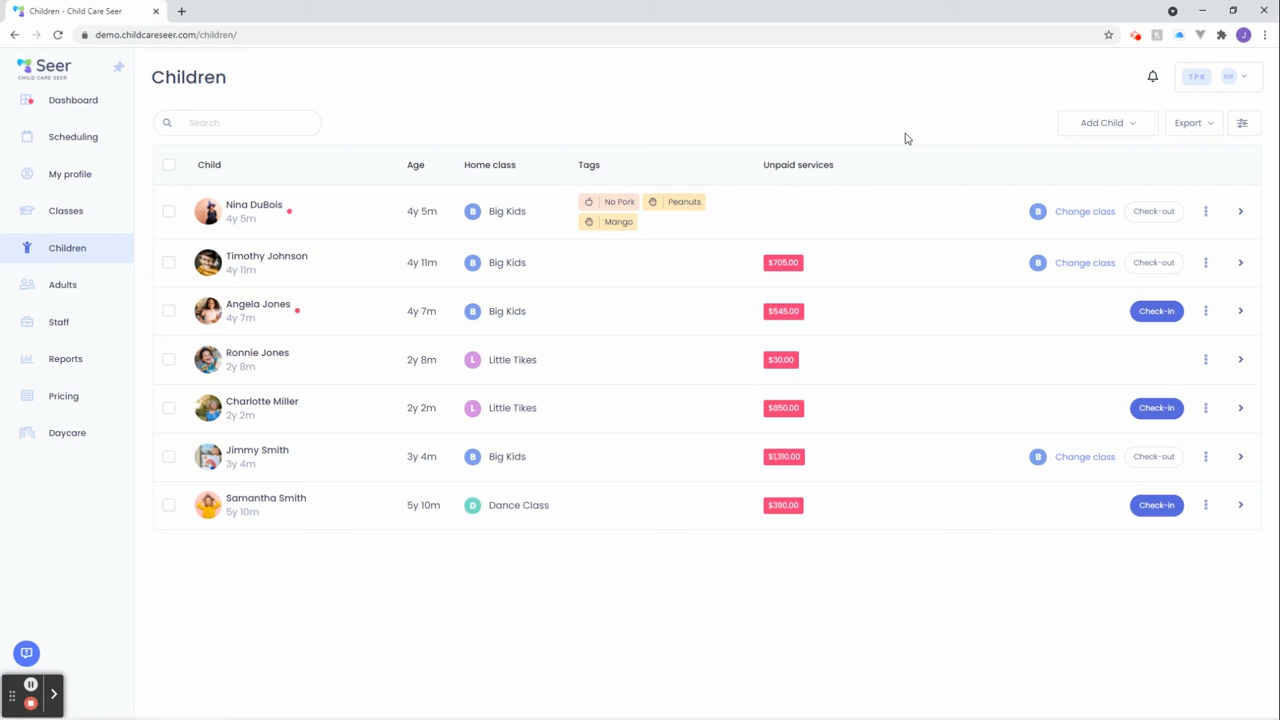 Children - Child Care Seer
demo.childcareseer.com/children/
J
Seer
CHILD CARE SEER
Dashboard
Scheduling
My profile
Classes
Children
Adults
Staff
Reports
Pricing
Daycare
Children
TPK KW
Search
Add Child Export
Child Age Home class Tags Unpaid services
Nina DuBois
4y 5m
4y 5m B Big Kids
No Pork Peanuts
Mango
B Change class Check-out
Timothy Johnson
4y 11m
4y 11m B Big Kids $705.00 B Change class Check-out
Angela Jones
4y 7m
4y 7m B Big Kids $545.00 Check-in
Ronnie Jones
2y 8m
2y 8m L Little Tikes $30.00
Charlotte Miller
2y 2m
2y 2m L Little Tikes $850.00 Check-in
Jimmy Smith
3y 4m
3y 4m B Big Kids $1,310.00 B Change class Check-out
Samantha Smith
5y 10m
5y 10m D Dance Class $390.00 Check-in